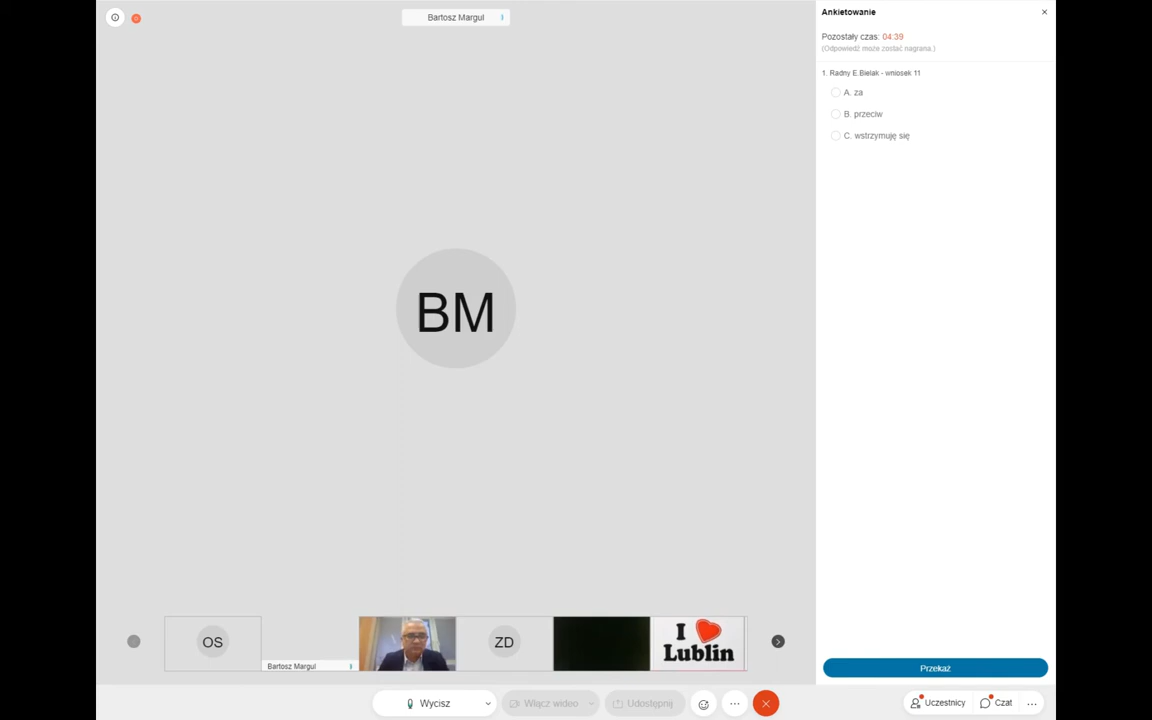 Bartosz Margul
Ankietowanie
Pozostały czas: 04:39
(Odpowiedź może zostać nagrana.)
1. Radny E.Bielak - wniosek 11
A. za
B. przeciw
C. wstrzymuję się
BM
OS
Bartosz Margul
ZD
I
Lublin
Przekaż
Wycisz
Włącz wideo
Udostępnij
Uczestnicy
Czat